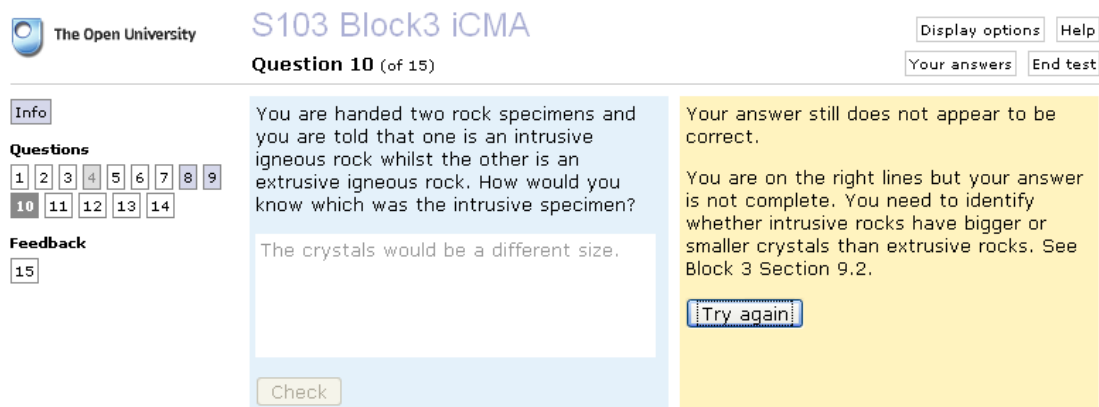 The Open University
S103 Block3 iCMA
Question 10 (of 15)
Display options Help
Your answers End test
Info
Questions
1 2 3 4 5 6 7 8 9
10 11 12 13 14
Feedback
15
You are handed two rock specimens and
you are told that one is an intrusive
igneous rock whilst the other is an
extrusive igneous rock. How would you
know which was the intrusive specimen?
The crystals would be a different size.
Check
Your answer still does not appear to be
correct.
You are on the right lines but your answer
is not complete. You need to identify
whether intrusive rocks have bigger or
smaller crystals than extrusive rocks. See
Block 3 Section 9.2.
Try again